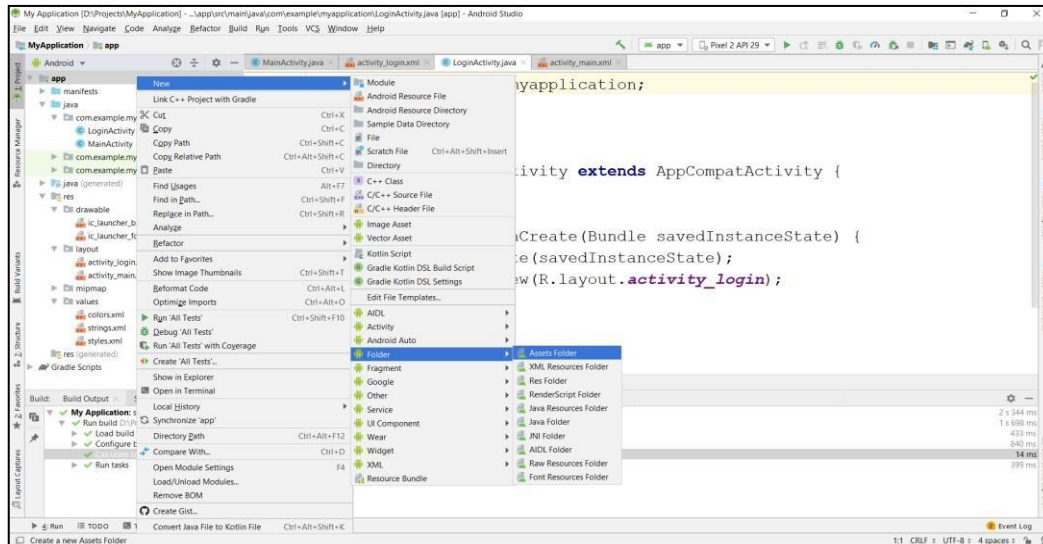 My Application [D:\Projects\MyApplication] - ...\app\src\main\java\com\example\myapplication\LoginActivity.java [app] - Android Studio
File Edit View Navigate Code Analyze Refactor Build Run Tools VCS Window Help
MyApplication app
app Pixel 2 API 29
Android
MainActivity.java activity_login.xml LoginActivity.java activity_main.xml
1: Project
Resource Manager
Build Variants
Z: Structure
2: Favorites
Layout Captures
app
manifests
java
com.example.my
LoginActivity
MainActivity
com.example.my
com.example.my
java (generated)
res
drawable
ic_launcher_b
ic_launcher_fo
layout
activity_login.
activity_main.
mipmap
values
colors.xml
strings.xml
styles.xml
res (generated)
Gradle Scripts
New
Link C++ Project with Gradle
Cut Ctrl+X
Copy Ctrl+C
Copy Path Ctrl+Shift+C
Copy Relative Path Ctrl+Alt+Shift+C
Paste Ctrl+V
Find Usages Alt+F7
Find in Path... Ctrl+Shift+F
Replace in Path... Ctrl+Shift+R
Analyze
Refactor
Add to Favorites
Show Image Thumbnails Ctrl+Shift+T
Reformat Code Ctrl+Alt+L
Optimize Imports Ctrl+Alt+O
Run 'All Tests' Ctrl+Shift+F10
Debug 'All Tests'
Run 'All Tests' with Coverage
Create 'All Tests'...
Show in Explorer
Open in Terminal
Local History
Synchronize 'app'
Directory Path Ctrl+Alt+F12
Compare With... Ctrl+D
Open Module Settings F4
Load/Unload Modules...
Remove BOM
Create Gist...
Convert Java File to Kotlin File Ctrl+Alt+Shift+K
Module
Android Resource File
Android Resource Directory
Sample Data Directory
File
Scratch File Ctrl+Alt+Shift+Insert
Directory
C++ Class
C/C++ Source File
C/C++ Header File
Image Asset
Vector Asset
Kotlin Script
Gradle Kotlin DSL Build Script
Gradle Kotlin DSL Settings
Edit File Templates...
AIDL
Activity
Android Auto
Folder
Fragment
Google
Other
Service
UI Component
Wear
Widget
XML
Resource Bundle
Assets Folder
XML Resources Folder
Res Folder
RenderScript Folder
Java Resources Folder
Java Folder
JNI Folder
AIDL Folder
Raw Resources Folder
Font Resources Folder
myapplication;
ivity extends AppCompatActivity {
nCreate(Bundle savedInstanceState) {
e(savedInstanceState);
ew(R.layout.activity_login);
Build: Build Output
My Application: s 2 s 344 ms
Run build D:\P 1 s 698 ms
Load build 433 ms
Configure b 640 ms
14 ms
Run tasks 399 ms
4: Run TODO Event Log
Create a new Assets Folder 1:1 CRLF UTF-8 4 spaces